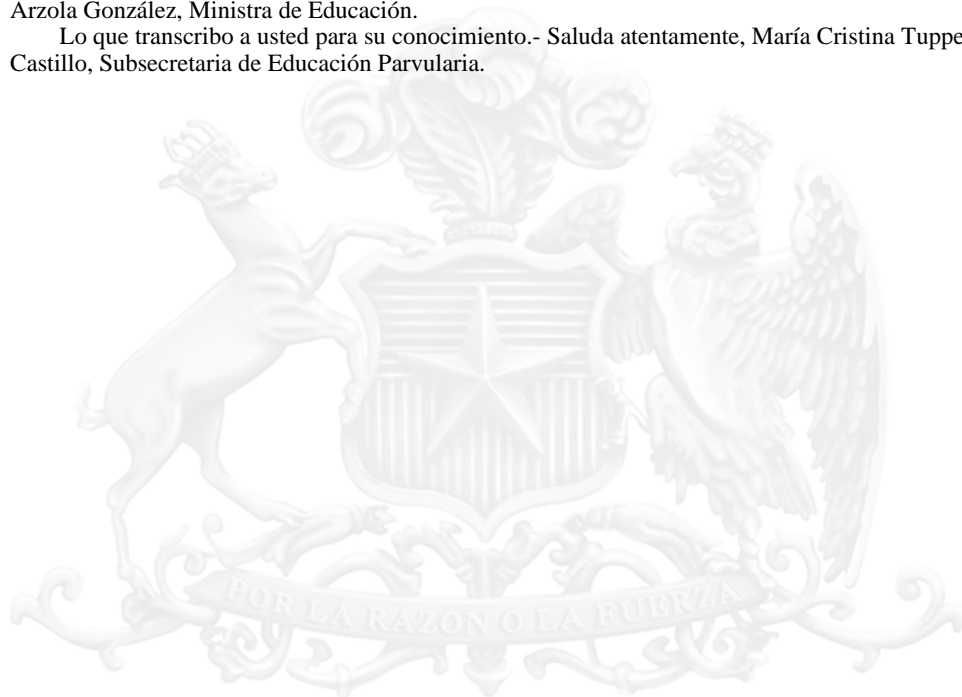 Arzola González, Ministra de Educación.
Lo que transcribo a usted para su conocimiento.- Saluda atentamente, María Cristina Tuppe
Castillo, Subsecretaria de Educación Parvularia.
POR LA RAZON O LA FUERZA